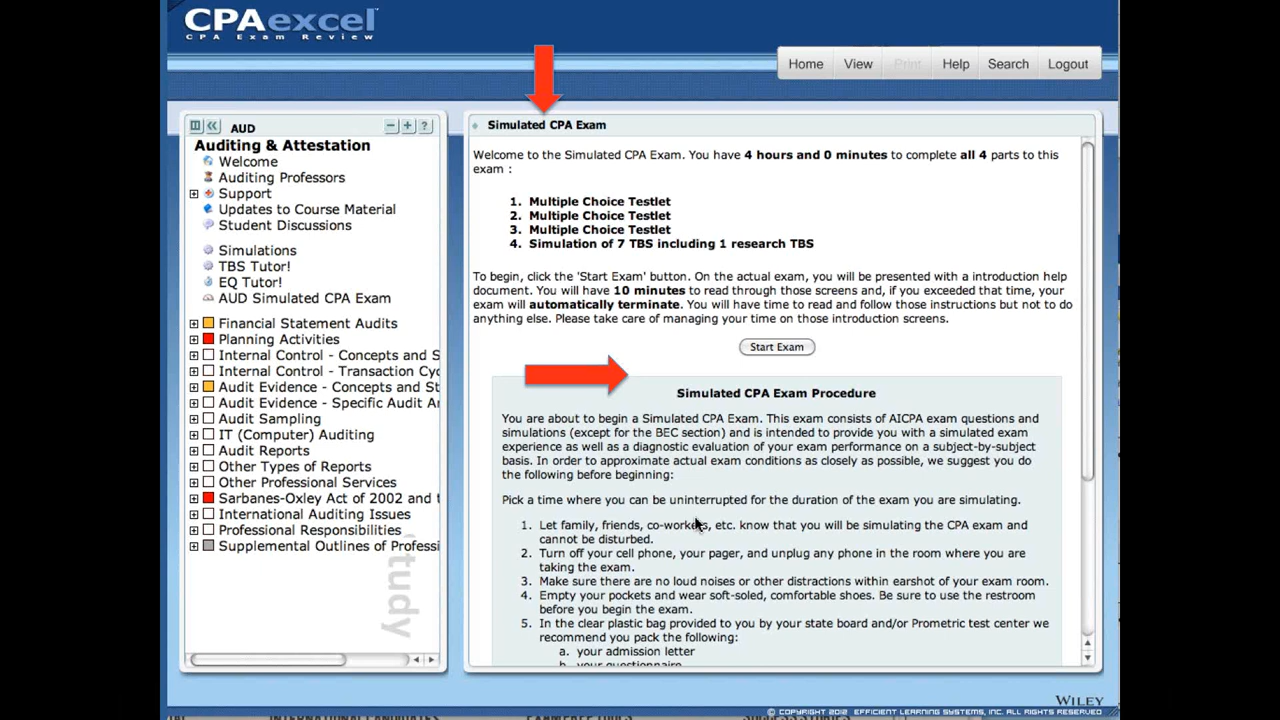 CPAexcel
CPA Exam Review
Home View Print Help Search Logout
AUD
Auditing & Attestation
Welcome
Auditing Professors
Support
Updates to Course Material
Student Discussions
Simulations
TBS Tutor!
EQ Tutor!
AUD Simulated CPA Exam
Financial Statement Audits
Planning Activities
Internal Control - Concepts and S
Internal Control - Transaction Cyc
Audit Evidence - Concepts and St
Audit Evidence - Specific Audit Ar
Audit Sampling
IT (Computer) Auditing
Audit Reports
Other Types of Reports
Other Professional Services
Sarbanes-Oxley Act of 2002 and t
International Auditing Issues
Professional Responsibilities
Supplemental Outlines of Professi
Study
Simulated CPA Exam
Welcome to the Simulated CPA Exam. You have 4 hours and 0 minutes to complete all 4 parts to this
exam :
1. Multiple Choice Testlet
2. Multiple Choice Testlet
3. Multiple Choice Testlet
4. Simulation of 7 TBS including 1 research TBS
To begin, click the 'Start Exam' button. On the actual exam, you will be presented with a introduction help
document. You will have 10 minutes to read through those screens and, if you exceeded that time, your
exam will automatically terminate. You will have time to read and follow those instructions but not to do
anything else. Please take care of managing your time on those introduction screens.
Start Exam
Simulated CPA Exam Procedure
You are about to begin a Simulated CPA Exam. This exam consists of AICPA exam questions and
simulations (except for the BEC section) and is intended to provide you with a simulated exam
experience as well as a diagnostic evaluation of your exam performance on a subject-by-subject
basis. In order to approximate actual exam conditions as closely as possible, we suggest you do
the following before beginning:
Pick a time where you can be uninterrupted for the duration of the exam you are simulating.
1. Let family, friends, co-workers, etc. know that you will be simulating the CPA exam and
cannot be disturbed.
2. Turn off your cell phone, your pager, and unplug any phone in the room where you are
taking the exam.
3. Make sure there are no loud noises or other distractions within earshot of your exam room.
4. Empty your pockets and wear soft-soled, comfortable shoes. Be sure to use the restroom
before you begin the exam.
5. In the clear plastic bag provided to you by your state board and/or Prometric test center we
recommend you pack the following:
a. your admission letter
b. your questionnaire
WILEY
© COPYRIGHT 2012 EFFICIENT LEARNING SYSTEMS, INC. ALL RIGHTS RESERVED